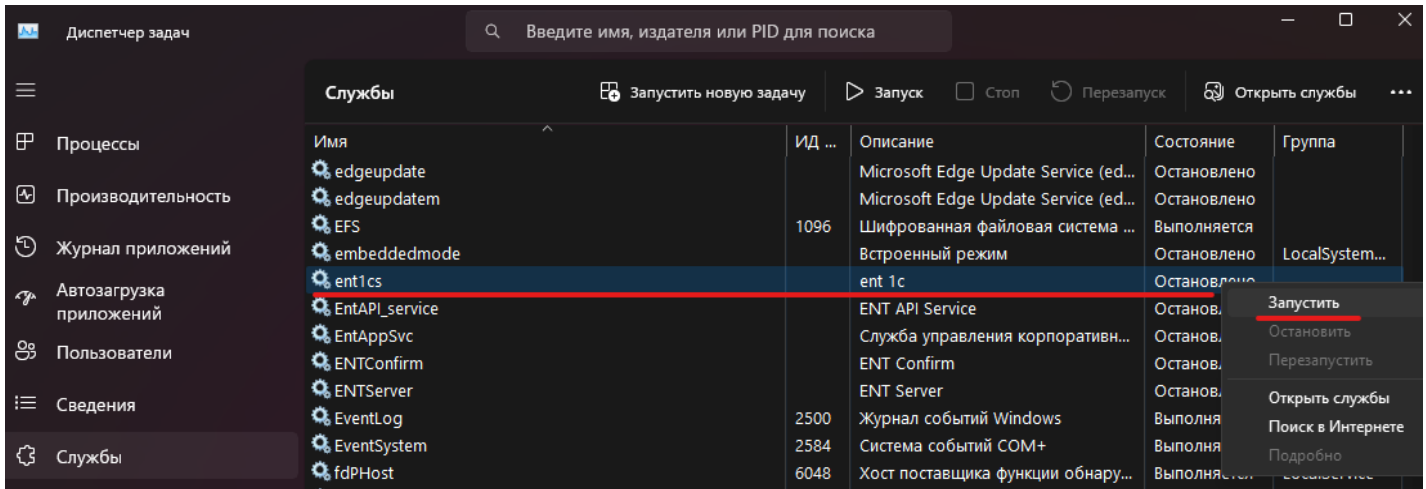 Диспетчер задач
Введите имя, издателя или PID для поиска
Службы
Запустить новую задачу
Запуск
Стоп
Перезапуск
Открыть службы
Процессы
Производительность
Журнал приложений
Автозагрузка
приложений
Пользователи
Сведения
Службы
Имя ИД ... Описание Состояние Группа
edgeupdate Microsoft Edge Update Service (ed... Остановлено
edgeupdatem Microsoft Edge Update Service (ed... Остановлено
EFS 1096 Шифрованная файловая система ... Выполняется
embeddedmode Встроенный режим Остановлено LocalSystem...
ent1cs ent 1c Остановлено
EntAPI_service ENT API Service
EntAppSvc Служба управления корпоративн...
ENTConfirm ENT Confirm
ENTServer ENT Server
EventLog 2500 Журнал событий Windows
EventSystem 2584 Система событий COM+
fdPHost 6048 Хост поставщика функции обнару...
Запустить
Остановить
Перезапустить
Открыть службы
Поиск в Интернете
Подробно